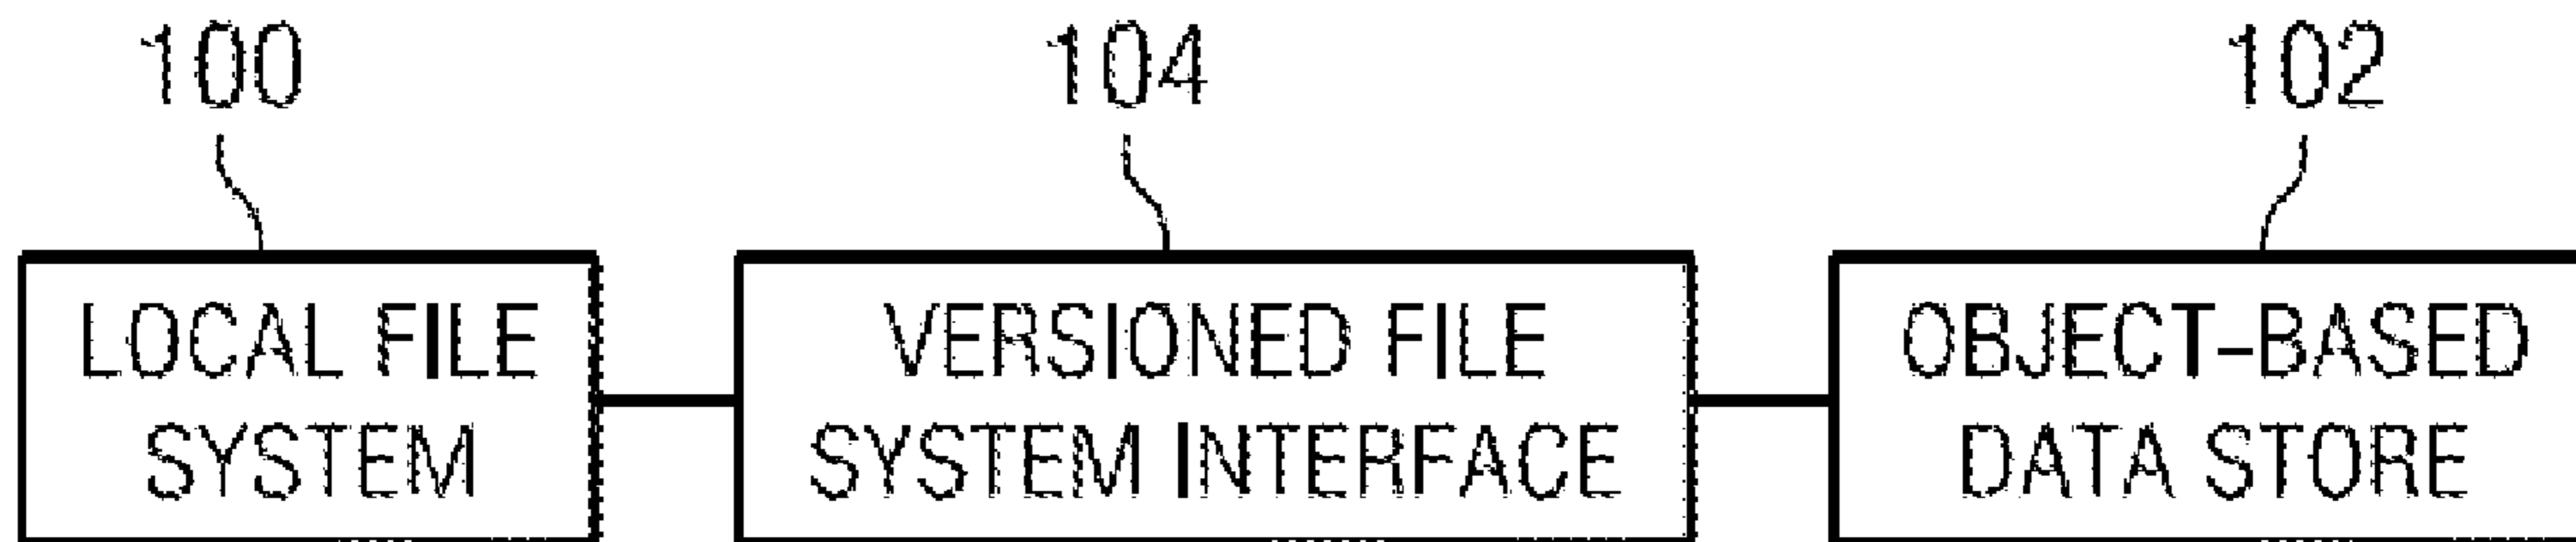 100
104
102
LOCAL FILE
SYSTEM
VERSIONED FILE
SYSTEM INTERFACE
OBJECT-BASED
DATA STORE